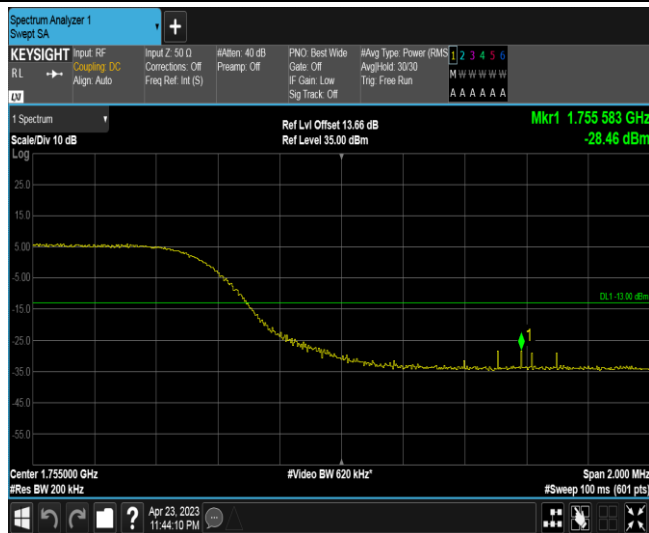 Spectrum Analyzer 1
Swept SA
+
KEYSIGHT Input: RF Input Z: 50 Ω #Atten: 40 dB PNO: Best Wide #Avg Type: Power (RMS 1 2 3 4 5 6
RL Coupling: DC Corrections: Off Preamp: Off Gate: Off Avg|Hold: 30/30 M W W W W W
Align: Auto Freq Ref: Int (S) IF Gain: Low Trig: Free Run
Sig Track: Off A A A A A A
LXI
1 Spectrum Ref Lvl Offset 13.66 dB Mkr1 1.755 583 GHz
Scale/Div 10 dB Ref Level 35.00 dBm -28.46 dBm
Log
25.0
15.0
5.00
-5.00
DL1 -13.00 dBm
-15.0
-25.0
1
-35.0
-45.0
-55.0
Center 1.755000 GHz #Video BW 620 kHz* Span 2.000 MHz
#Res BW 200 kHz #Sweep 100 ms (601 pts)
? Apr 23, 2023
11:44:10 PM